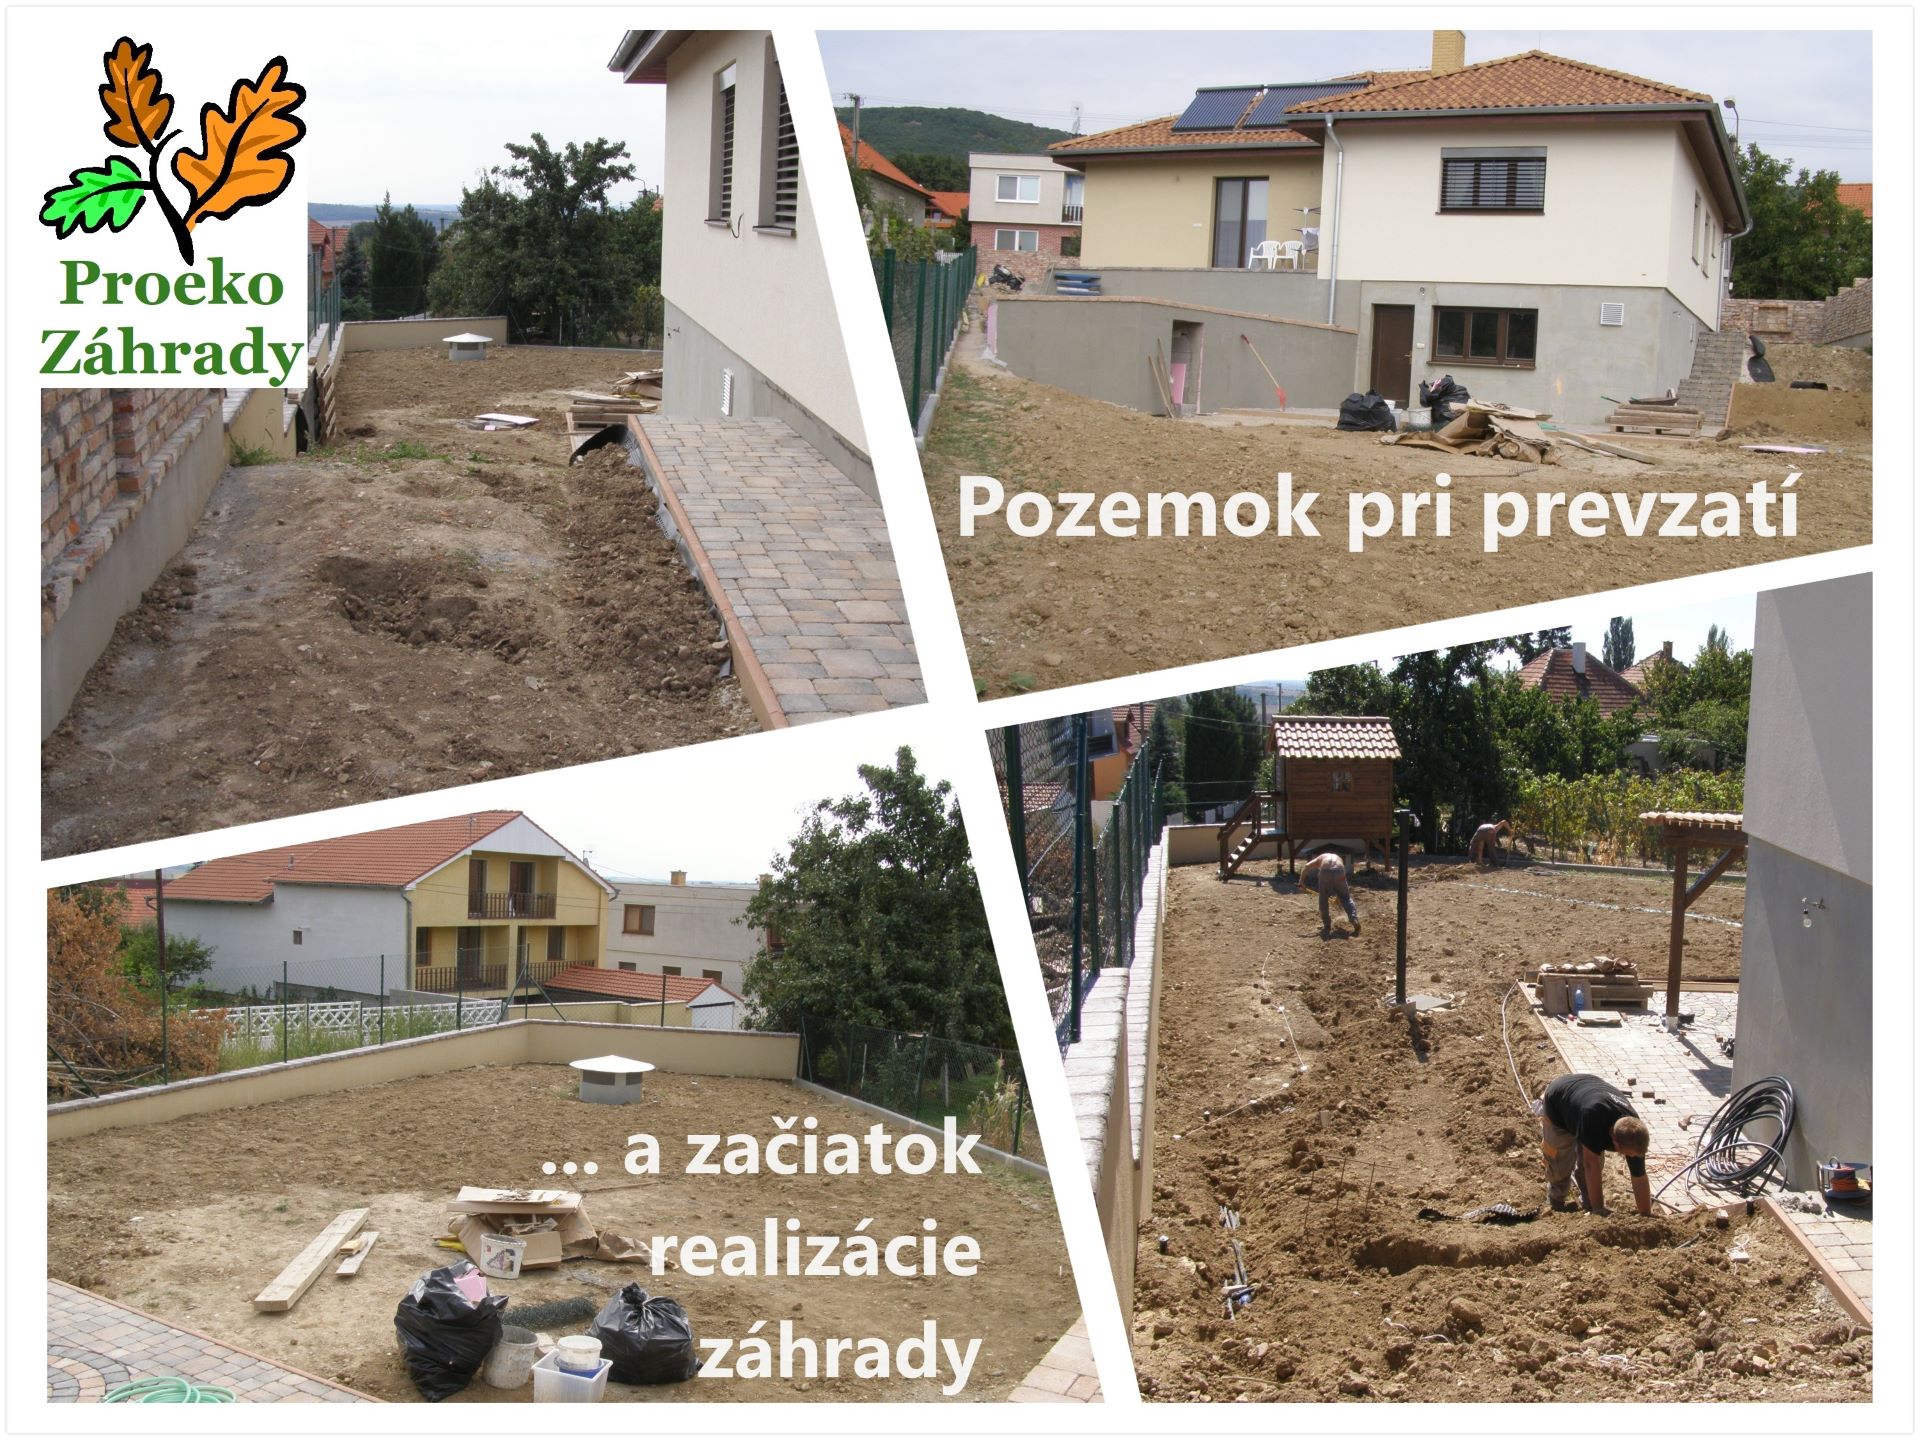 Proeko
Záhrady
Pozemok pri prevzatí
... a začiatok
realizácie
záhrady